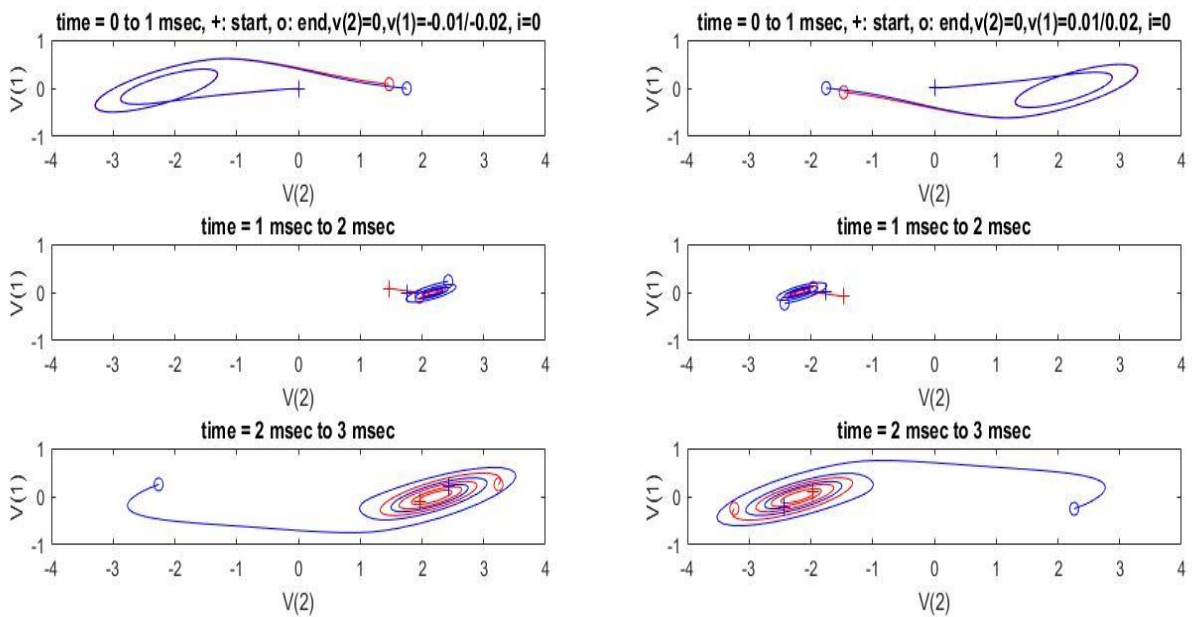 time = 0 to 1 msec, +: start, o: end,v(2)=0,v(1)=-0.01/-0.02, i=0
1
0
-1
V(1)
-4 -3 -2 -1 0 1 2 3 4
V(2)
time = 0 to 1 msec, +: start, o: end,v(2)=0,v(1)=0.01/0.02, i=0
1
0
-1
V(1)
-4 -3 -2 -1 0 1 2 3 4
V(2)
time = 1 msec to 2 msec
1
0
-1
V(1)
-4 -3 -2 -1 0 1 2 3 4
V(2)
time = 1 msec to 2 msec
1
0
-1
V(1)
-4 -3 -2 -1 0 1 2 3 4
V(2)
time = 2 msec to 3 msec
1
0
-1
V(1)
-4 -3 -2 -1 0 1 2 3 4
V(2)
time = 2 msec to 3 msec
1
0
-1
V(1)
-4 -3 -2 -1 0 1 2 3 4
V(2)